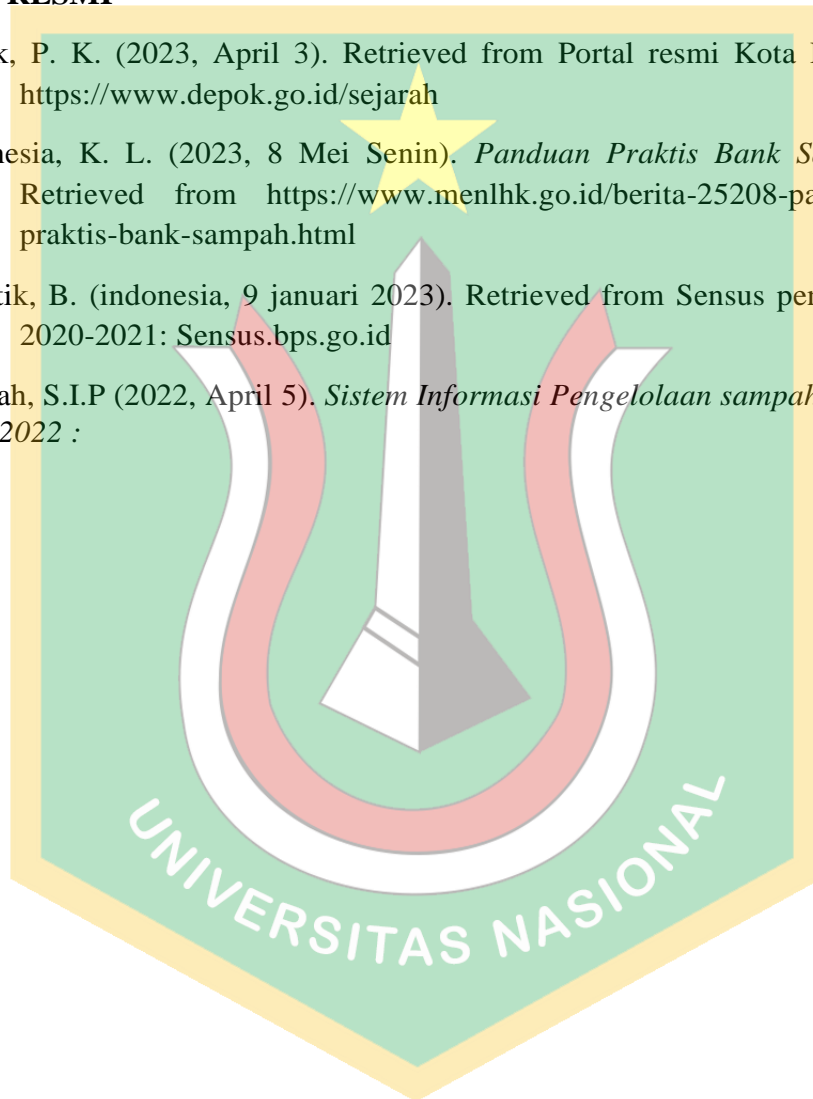 RESMI
k, P. K. (2023, April 3). Retrieved from Portal resmi Kota
https://www.depok.go.id/sejarah
nesia, K. L. (2023, 8 Mei Senin). Panduan Praktis Bank S
Retrieved from https://www.menlhk.go.id/berita-25208-pa
praktis-bank-sampah.html
tik, B. (indonesia, 9 januari 2023). Retrieved from Sensus pe
2020-2021: Sensus.bps.go.id
ah, S.I.P (2022, April 5). Sistem Informasi Pengelolaan sampah
2022 :
UNIVERSITAS NASIONAL